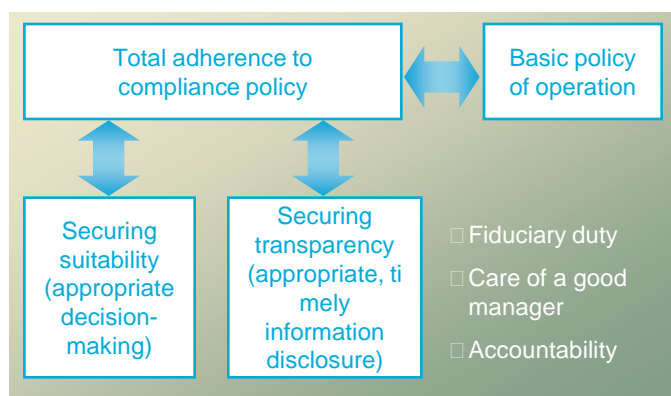 Total adherence to
compliance policy
Basic policy
of operation
Securing
suitability
(appropriate
decision-
making)
Securing
transparency
(appropriate, ti
mely
information
disclosure)
□ Fiduciary duty
□ Care of a good
manager
□ Accountability